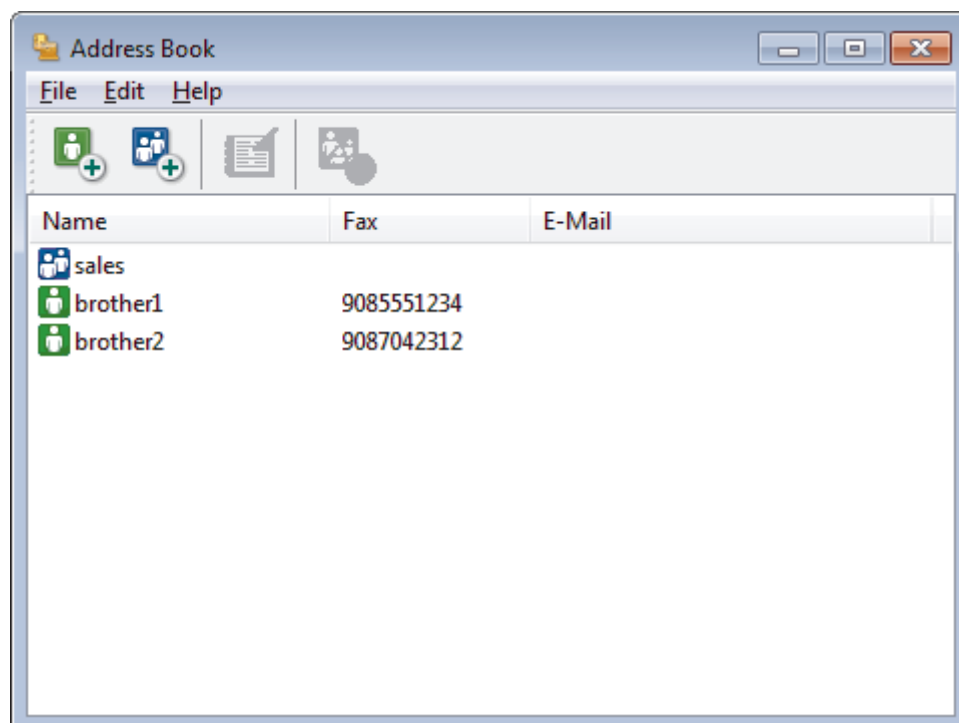 Address Book
File Edit Help
Name Fax E-Mail
sales
brother1 9085551234
brother2 9087042312